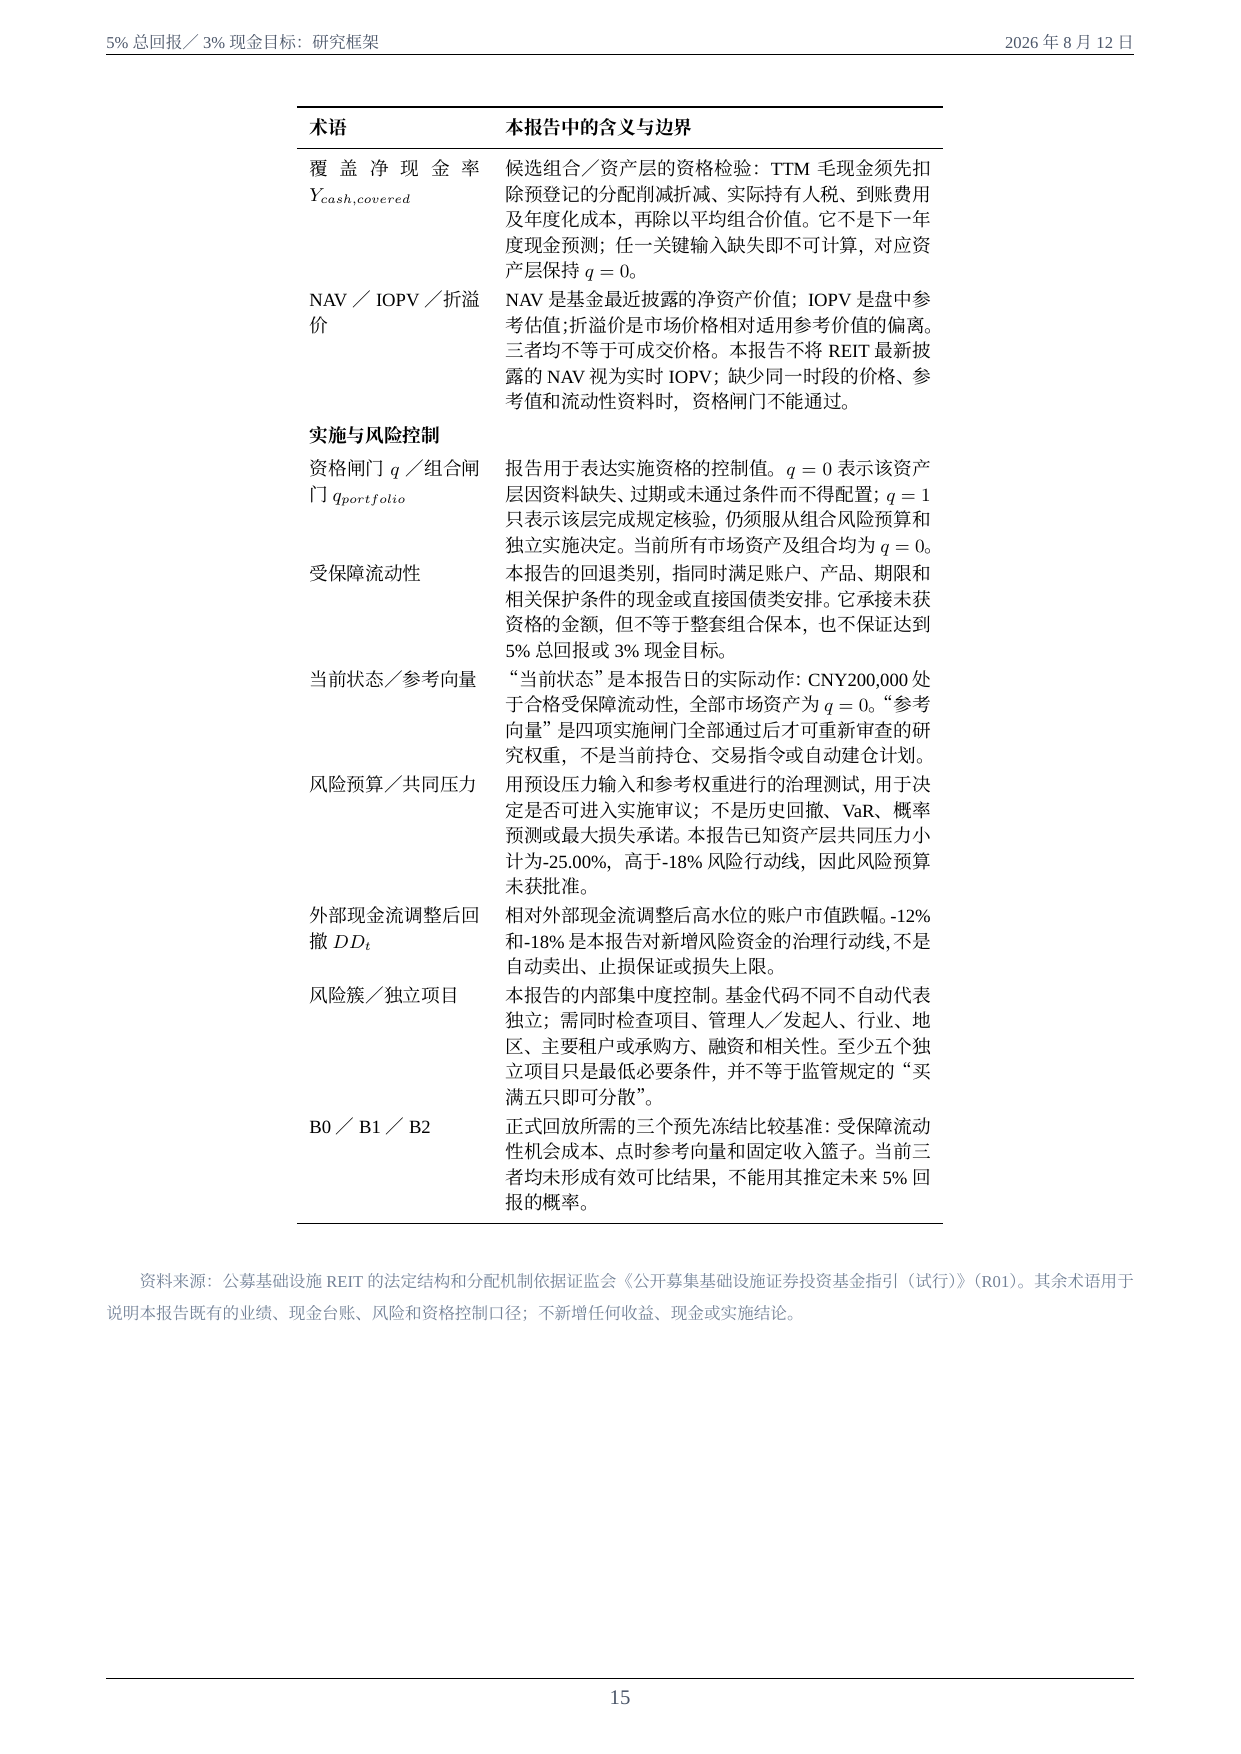 5% 总回报／ 3% 现金目标：研究框架
2026 年 8 月 12 日
术语
本报告中的含义与边界
覆盖净现金率
Y_{cash,covered}
候选组合／资产层的资格检验：TTM 毛现金须先扣
除预登记的分配削减折减、实际持有人税、到账费用
及年度化成本，再除以平均组合价值。它不是下一年
度现金预测；任一关键输入缺失即不可计算，对应资
产层保持 q = 0。
NAV ／ IOPV ／折溢
价
NAV 是基金最近披露的净资产价值；IOPV 是盘中参
考估值；折溢价是市场价格相对适用参考价值的偏离。
三者均不等于可成交价格。本报告不将 REIT 最新披
露的 NAV 视为实时 IOPV；缺少同一时段的价格、参
考值和流动性资料时，资格闸门不能通过。
实施与风险控制
资格闸门 q ／组合闸
门 q_{portfolio}
报告用于表达实施资格的控制值。q = 0 表示该资产
层因资料缺失、过期或未通过条件而不得配置；q = 1
只表示该层完成规定核验，仍须服从组合风险预算和
独立实施决定。当前所有市场资产及组合均为 q = 0。
受保障流动性
本报告的回退类别，指同时满足账户、产品、期限和
相关保护条件的现金或直接国债类安排。它承接未获
资格的金额，但不等于整套组合保本，也不保证达到
5% 总回报或 3% 现金目标。
当前状态／参考向量
“当前状态”是本报告日的实际动作：CNY200,000 处
于合格受保障流动性，全部市场资产为 q = 0。“参考
向量”是四项实施闸门全部通过后才可重新审查的研
究权重，不是当前持仓、交易指令或自动建仓计划。
风险预算／共同压力
用预设压力输入和参考权重进行的治理测试，用于决
定是否可进入实施审议；不是历史回撤、VaR、概率
预测或最大损失承诺。本报告已知资产层共同压力小
计为-25.00%，高于-18% 风险行动线，因此风险预算
未获批准。
外部现金流调整后回
撤 DD_t
相对外部现金流调整后高水位的账户市值跌幅。-12%
和-18% 是本报告对新增风险资金的治理行动线，不是
自动卖出、止损保证或损失上限。
风险簇／独立项目
本报告的内部集中度控制。基金代码不同不自动代表
独立；需同时检查项目、管理人／发起人、行业、地
区、主要租户或承购方、融资和相关性。至少五个独
立项目只是最低必要条件，并不等于监管规定的“买
满五只即可分散”。
B0 ／ B1 ／ B2
正式回放所需的三个预先冻结比较基准：受保障流动
性机会成本、点时参考向量和固定收入篮子。当前三
者均未形成有效可比结果，不能用其推定未来 5% 回
报的概率。
资料来源：公募基础设施 REIT 的法定结构和分配机制依据证监会《公开募集基础设施证券投资基金指引（试行）》（R01）。其余术语用于
说明本报告既有的业绩、现金台账、风险和资格控制口径；不新增任何收益、现金或实施结论。
15